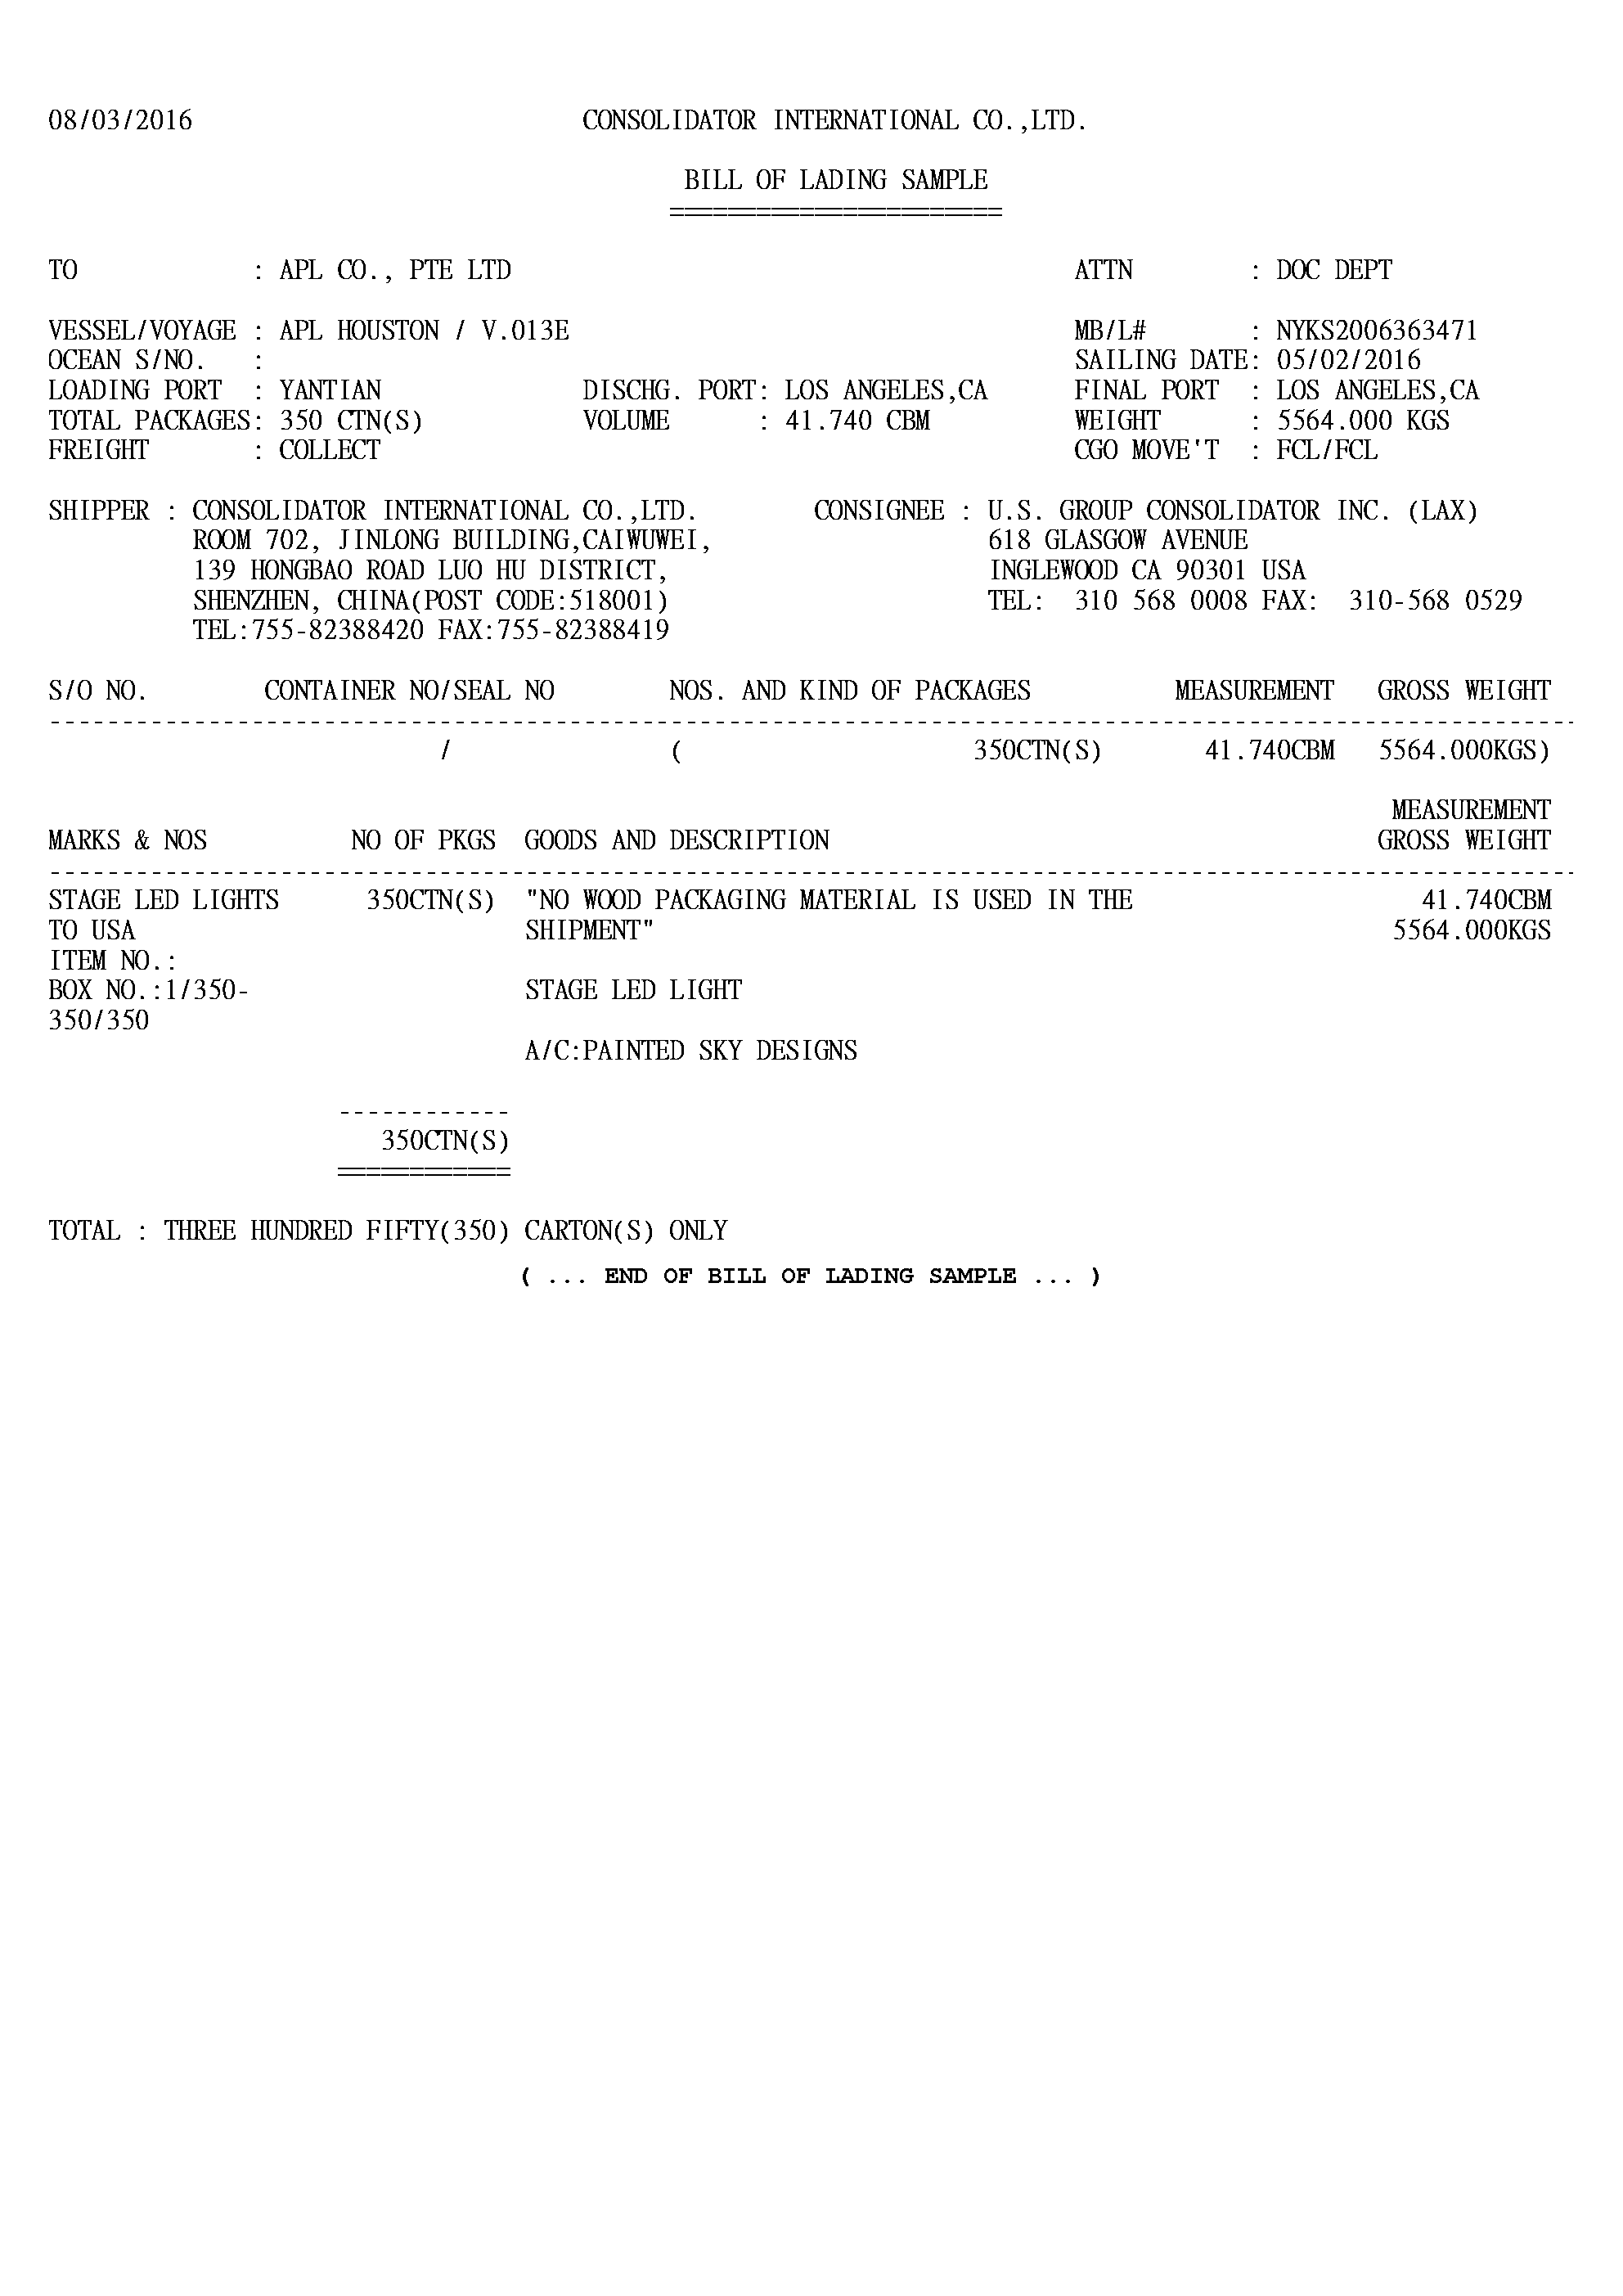 08/03/2016 CONSOLIDATOR INTERNATIONAL CO.,LTD.
BILL OF LADING SAMPLE
=======================
TO : APL CO., PTE LTD ATTN : DOC DEPT
VESSEL/VOYAGE : APL HOUSTON / V.013E MB/L# : NYKS2006363471
OCEAN S/NO. : SAILING DATE: 05/02/2016
LOADING PORT : YANTIAN DISCHG. PORT: LOS ANGELES,CA FINAL PORT : LOS ANGELES,CA
TOTAL PACKAGES: 350 CTN(S) VOLUME : 41.740 CBM WEIGHT : 5564.000 KGS
FREIGHT : COLLECT CGO MOVE'T : FCL/FCL
SHIPPER : CONSOLIDATOR INTERNATIONAL CO.,LTD. CONSIGNEE : U.S. GROUP CONSOLIDATOR INC. (LAX)
ROOM 702, JINLONG BUILDING,CAIWUWEI, 618 GLASGOW AVENUE
139 HONGBAO ROAD LUO HU DISTRICT, INGLEWOOD CA 90301 USA
SHENZHEN, CHINA(POST CODE:518001) TEL: 310 568 0008 FAX: 310-568 0529
TEL:755-82388420 FAX:755-82388419
S/O NO. CONTAINER NO/SEAL NO NOS. AND KIND OF PACKAGES MEASUREMENT GROSS WEIGHT
/ ( 350CTN(S) 41.740CBM 5564.000KGS)
MEASUREMENT
MARKS & NOS NO OF PKGS GOODS AND DESCRIPTION GROSS WEIGHT
STAGE LED LIGHTS 350CTN(S) "NO WOOD PACKAGING MATERIAL IS USED IN THE 41.740CBM
TO USA SHIPMENT" 5564.000KGS
ITEM NO.:
BOX NO.:1/350- STAGE LED LIGHT
350/350
A/C:PAINTED SKY DESIGNS
------------
350CTN(S)
============
TOTAL : THREE HUNDRED FIFTY(350) CARTON(S) ONLY
( ... END OF BILL OF LADING SAMPLE ... )